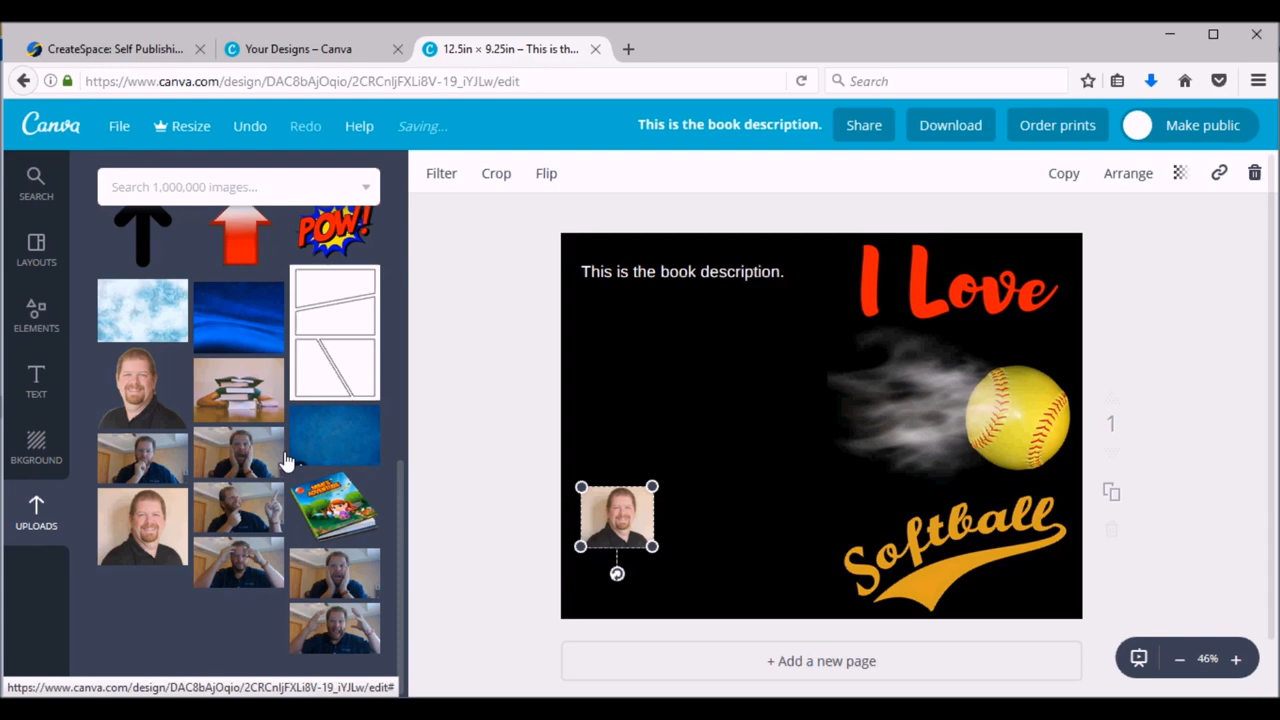 CreateSpace: Self Publishi...
Your Designs – Canva
12.5in × 9.25in – This is th...
https://www.canva.com/design/DAC8bAjOqio/2CRCnIjFXLi8V-19_iYJLw/edit
Search
Canva
File
Resize
Undo
Redo
Help
Saving...
This is the book description.
Share
Download
Order prints
Make public
SEARCH
LAYOUTS
ELEMENTS
TEXT
BKGROUND
UPLOADS
Search 1,000,000 images...
POW!
Filter
Crop
Flip
Copy
Arrange
This is the book description.
I Love
Softball
1
+ Add a new page
46%
https://www.canva.com/design/DAC8bAjOqio/2CRCnIjFXLi8V-19_iYJLw/edit#